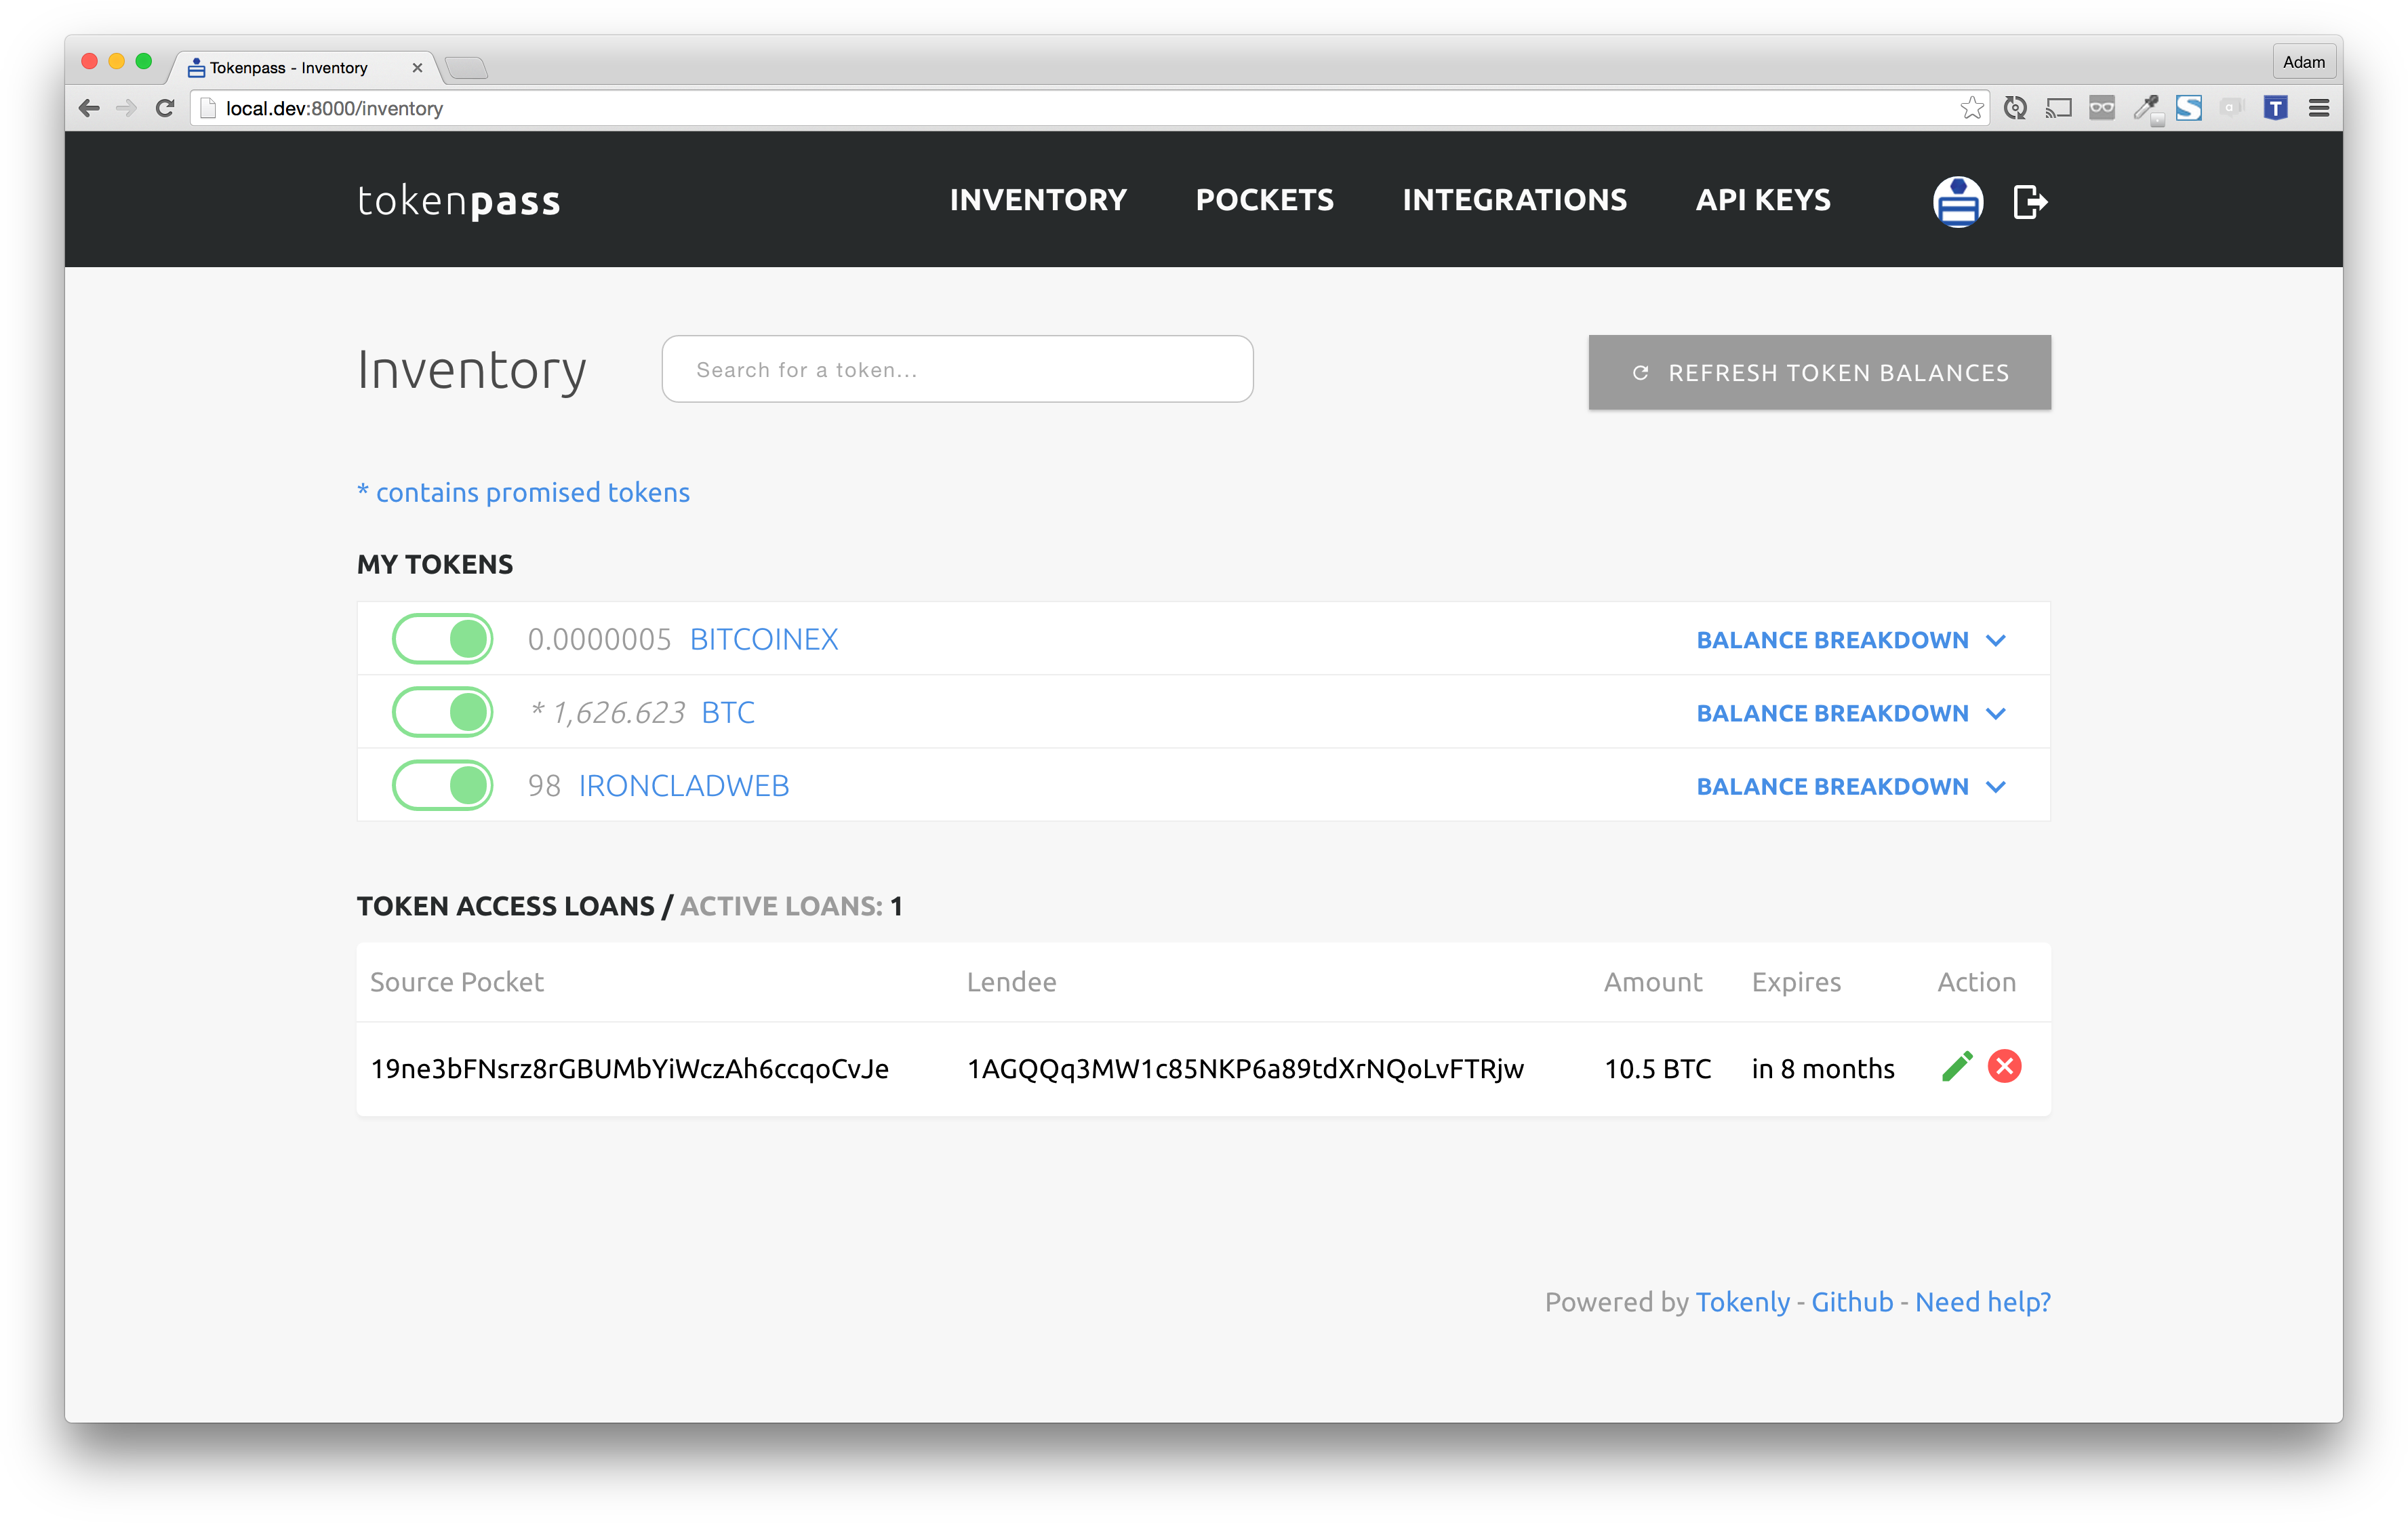 Tokenpass - Inventory
Adam
local.dev:8000/inventory
tokenpass INVENTORY POCKETS INTEGRATIONS API KEYS
Inventory Search for a token... REFRESH TOKEN BALANCES
* contains promised tokens
MY TOKENS
0.0000005 BITCOINEX BALANCE BREAKDOWN
* 1,626.623 BTC BALANCE BREAKDOWN
98 IRONCLADWEB BALANCE BREAKDOWN
TOKEN ACCESS LOANS / ACTIVE LOANS: 1
Source Pocket Lendee Amount Expires Action
19ne3bFNsrz8rGBUMbYiWczAh6ccqoCvJe 1AGQQq3MW1c85NKP6a89tdXrNQoLvFTRjw 10.5 BTC in 8 months
Powered by Tokenly - Github - Need help?